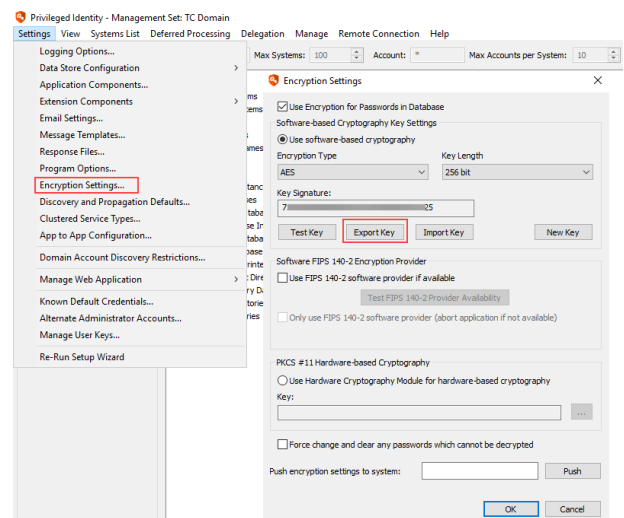 Privileged Identity - Management Set: TC Domain
Settings View Systems List Deferred Processing Delegation Manage Remote Connection Help
Max Systems: 100 Account: * Max Accounts per System: 10
Logging Options...
Data Store Configuration
Application Components...
Extension Components
Email Settings...
Message Templates...
Response Files...
Program Options...
Encryption Settings...
Discovery and Propagation Defaults...
Clustered Service Types...
App to App Configuration...
Domain Account Discovery Restrictions...
Manage Web Application
Known Default Credentials...
Alternate Administrator Accounts...
Manage User Keys...
Re-Run Setup Wizard
Encryption Settings
Use Encryption for Passwords in Database
Software-based Cryptography Key Settings
Use software-based cryptography
Encryption Type Key Length
AES 256 bit
Key Signature:
7 25
Test Key Export Key Import Key New Key
Software FIPS 140-2 Encryption Provider
Use FIPS 140-2 software provider if available
Test FIPS 140-2 Provider Availability
Only use FIPS 140-2 software provider (abort application if not available)
PKCS #11 Hardware-based Cryptography
Use Hardware Cryptography Module for hardware-based cryptography
Key:
...
Force change and clear any passwords which cannot be decrypted
Push encryption settings to system: Push
OK Cancel